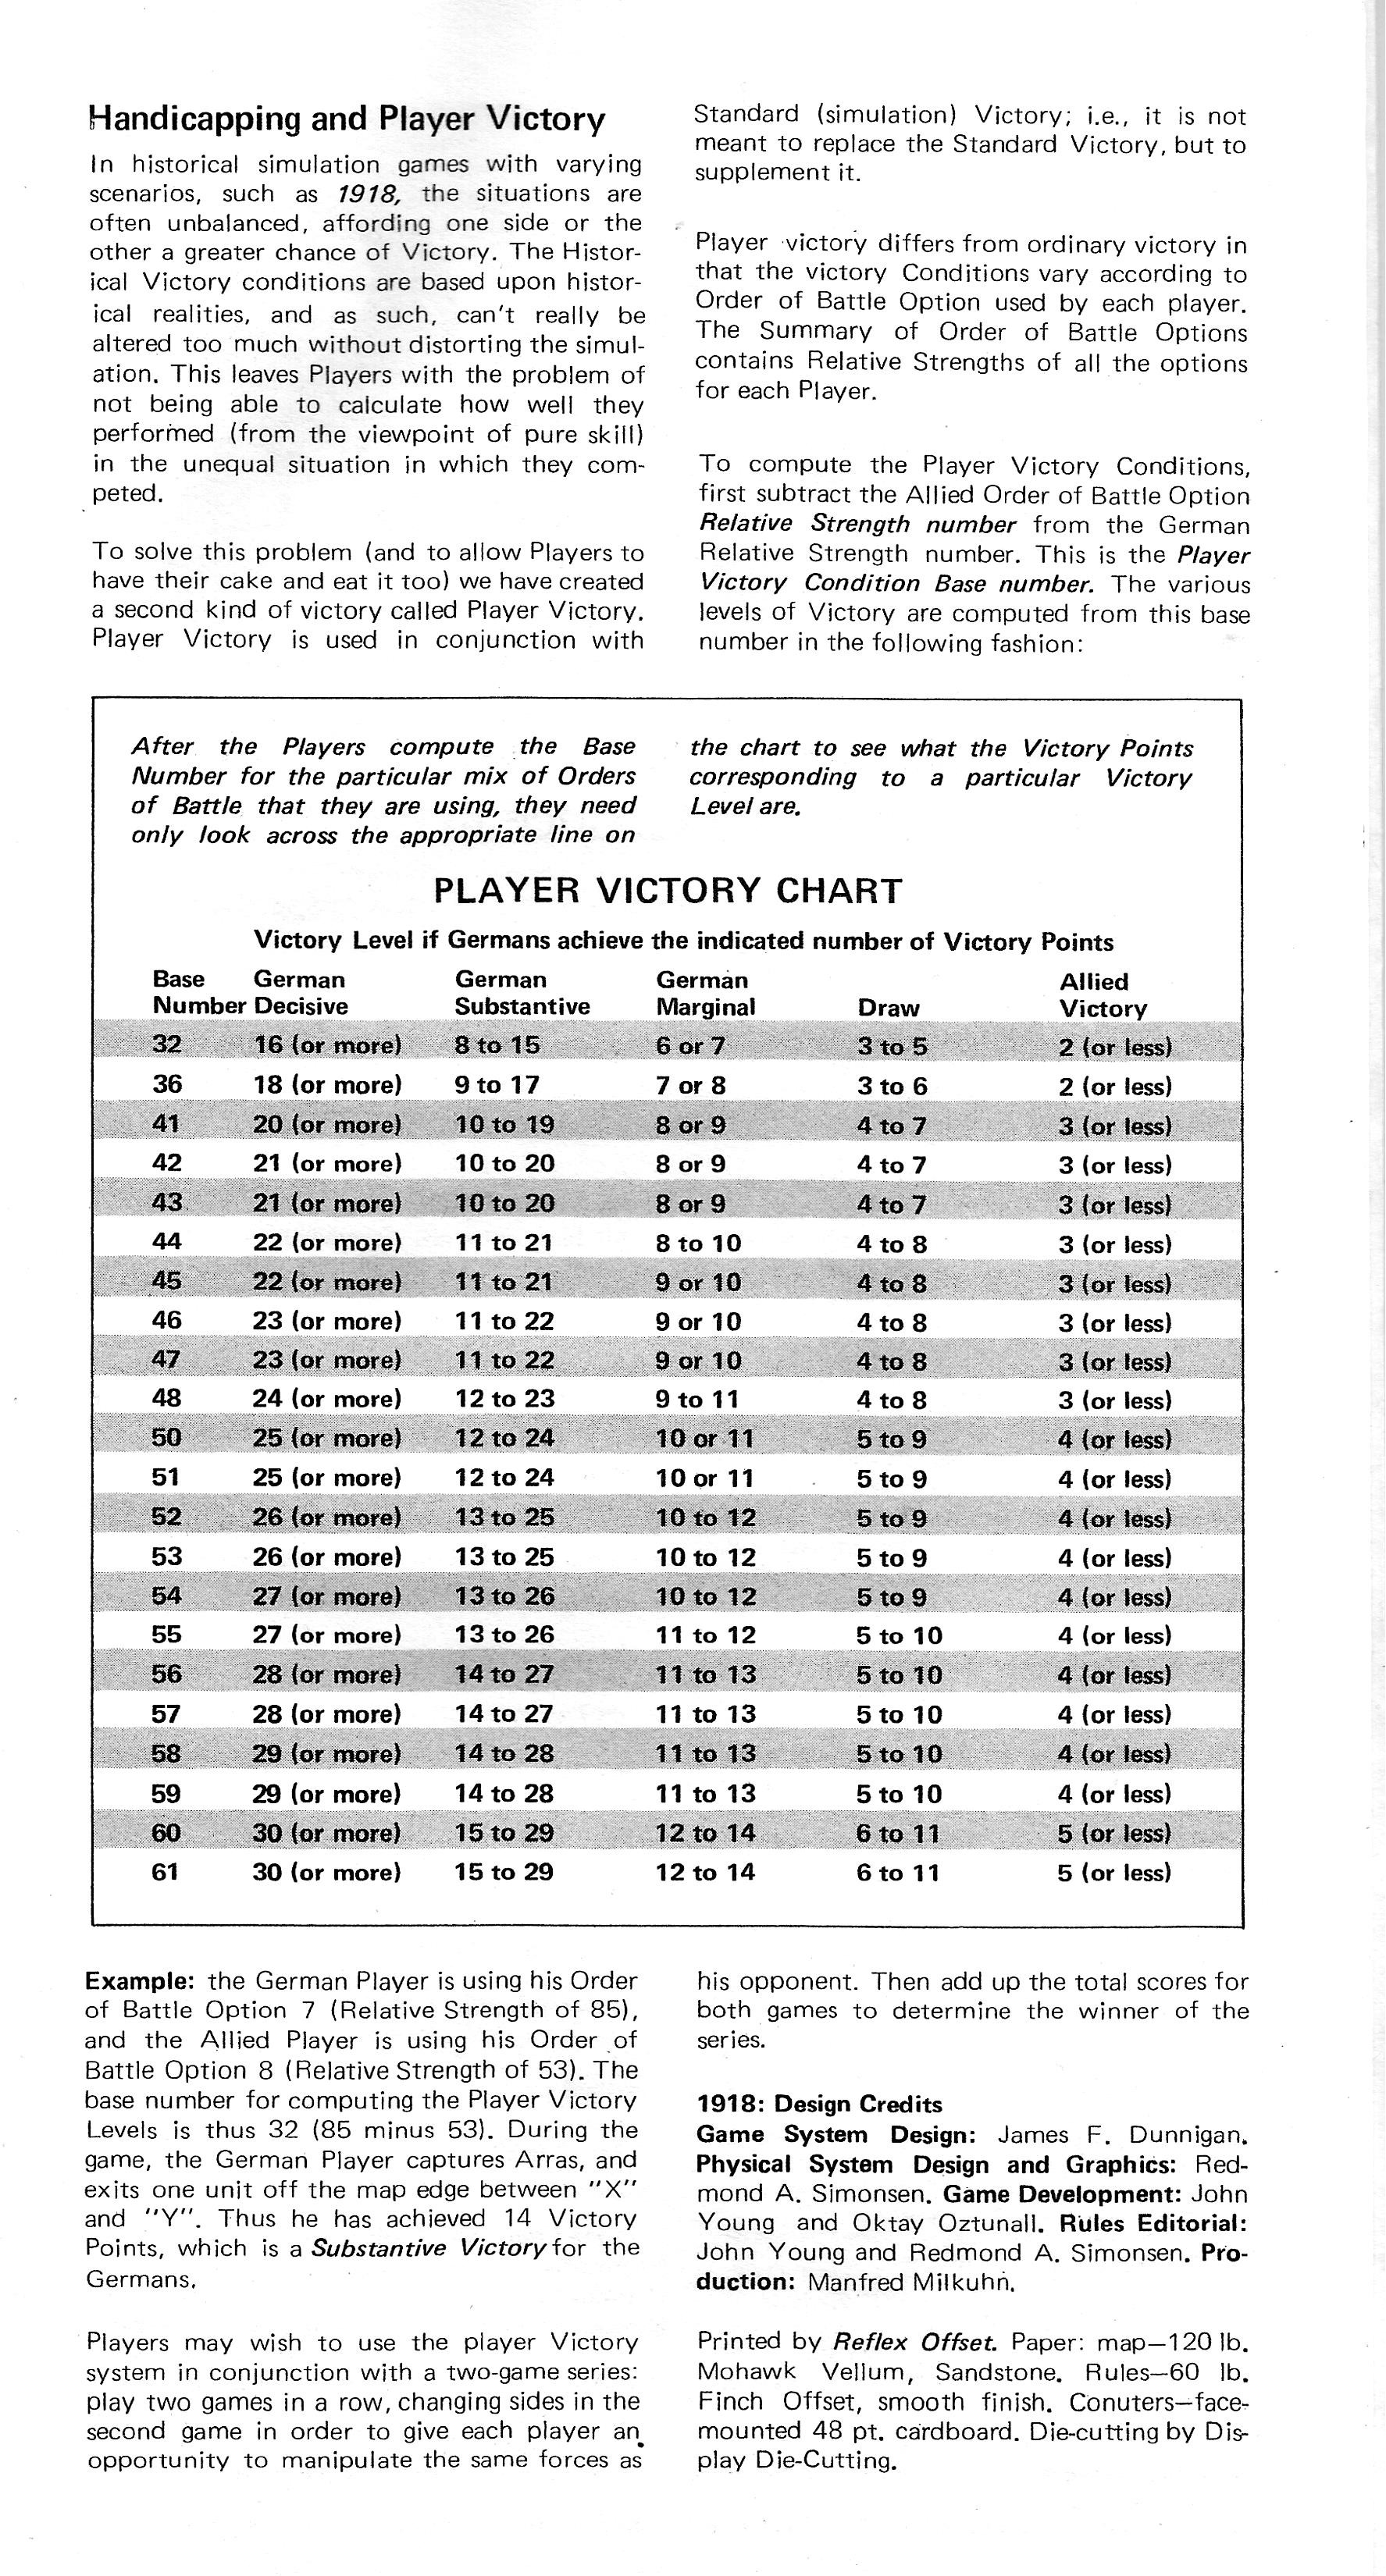 Handicapping and Player Victory
In historical simulation games with varying
scenarios, such as 1918, the situations are
often unbalanced, affording one side or the
other a greater chance of Victory. The Histor-
ical Victory conditions are based upon histor-
ical realities, and as such, can't really be
altered too much without distorting the simul-
ation. This leaves Players with the problem of
not being able to calculate how well they
performed (from the viewpoint of pure skill)
in the unequal situation in which they com-
peted.
To solve this problem (and to allow Players to
have their cake and eat it too) we have created
a second kind of victory called Player Victory.
Player Victory is used in conjunction with
Standard (simulation) Victory; i.e., it is not
meant to replace the Standard Victory, but to
supplement it.
Player victory differs from ordinary victory in
that the victory Conditions vary according to
Order of Battle Option used by each player.
The Summary of Order of Battle Options
contains Relative Strengths of all the options
for each Player.
To compute the Player Victory Conditions,
first subtract the Allied Order of Battle Option
Relative Strength number from the German
Relative Strength number. This is the Player
Victory Condition Base number. The various
levels of Victory are computed from this base
number in the following fashion:
After the Players compute the Base
Number for the particular mix of Orders
of Battle that they are using, they need
only look across the appropriate line on
the chart to see what the Victory Points
corresponding to a particular Victory
Level are.
PLAYER VICTORY CHART
Victory Level if Germans achieve the indicated number of Victory Points
Base German German German Allied
Number Decisive Substantive Marginal Draw Victory
32 16 (or more) 8 to 15 6 or 7 3 to 5 2 (or less)
36 18 (or more) 9 to 17 7 or 8 3 to 6 2 (or less)
41 20 (or more) 10 to 19 8 or 9 4 to 7 3 (or less)
42 21 (or more) 10 to 20 8 or 9 4 to 7 3 (or less)
43 21 (or more) 10 to 20 8 or 9 4 to 7 3 (or less)
44 22 (or more) 11 to 21 8 to 10 4 to 8 3 (or less)
45 22 (or more) 11 to 21 9 or 10 4 to 8 3 (or less)
46 23 (or more) 11 to 22 9 or 10 4 to 8 3 (or less)
47 23 (or more) 11 to 22 9 or 10 4 to 8 3 (or less)
48 24 (or more) 12 to 23 9 to 11 4 to 8 3 (or less)
50 25 (or more) 12 to 24 10 or 11 5 to 9 4 (or less)
51 25 (or more) 12 to 24 10 or 11 5 to 9 4 (or less)
52 26 (or more) 13 to 25 10 to 12 5 to 9 4 (or less)
53 26 (or more) 13 to 25 10 to 12 5 to 9 4 (or less)
54 27 (or more) 13 to 26 10 to 12 5 to 9 4 (or less)
55 27 (or more) 13 to 26 11 to 12 5 to 10 4 (or less)
56 28 (or more) 14 to 27 11 to 13 5 to 10 4 (or less)
57 28 (or more) 14 to 27 11 to 13 5 to 10 4 (or less)
58 29 (or more) 14 to 28 11 to 13 5 to 10 4 (or less)
59 29 (or more) 14 to 28 11 to 13 5 to 10 4 (or less)
60 30 (or more) 15 to 29 12 to 14 6 to 11 5 (or less)
61 30 (or more) 15 to 29 12 to 14 6 to 11 5 (or less)
Example: the German Player is using his Order
of Battle Option 7 (Relative Strength of 85),
and the Allied Player is using his Order of
Battle Option 8 (Relative Strength of 53). The
base number for computing the Player Victory
Levels is thus 32 (85 minus 53). During the
game, the German Player captures Arras, and
exits one unit off the map edge between "X"
and "Y". Thus he has achieved 14 Victory
Points, which is a Substantive Victory for the
Germans.
Players may wish to use the player Victory
system in conjunction with a two-game series:
play two games in a row, changing sides in the
second game in order to give each player an
opportunity to manipulate the same forces as
his opponent. Then add up the total scores for
both games to determine the winner of the
series.
1918: Design Credits
Game System Design: James F. Dunnigan.
Physical System Design and Graphics: Red-
mond A. Simonsen. Game Development: John
Young and Oktay Oztunall. Rules Editorial:
John Young and Redmond A. Simonsen. Pro-
duction: Manfred Milkuhn.
Printed by Reflex Offset. Paper: map—120 lb.
Mohawk Vellum, Sandstone. Rules—60 lb.
Finch Offset, smooth finish. Conuters—face-
mounted 48 pt. cardboard. Die-cutting by Dis-
play Die-Cutting.